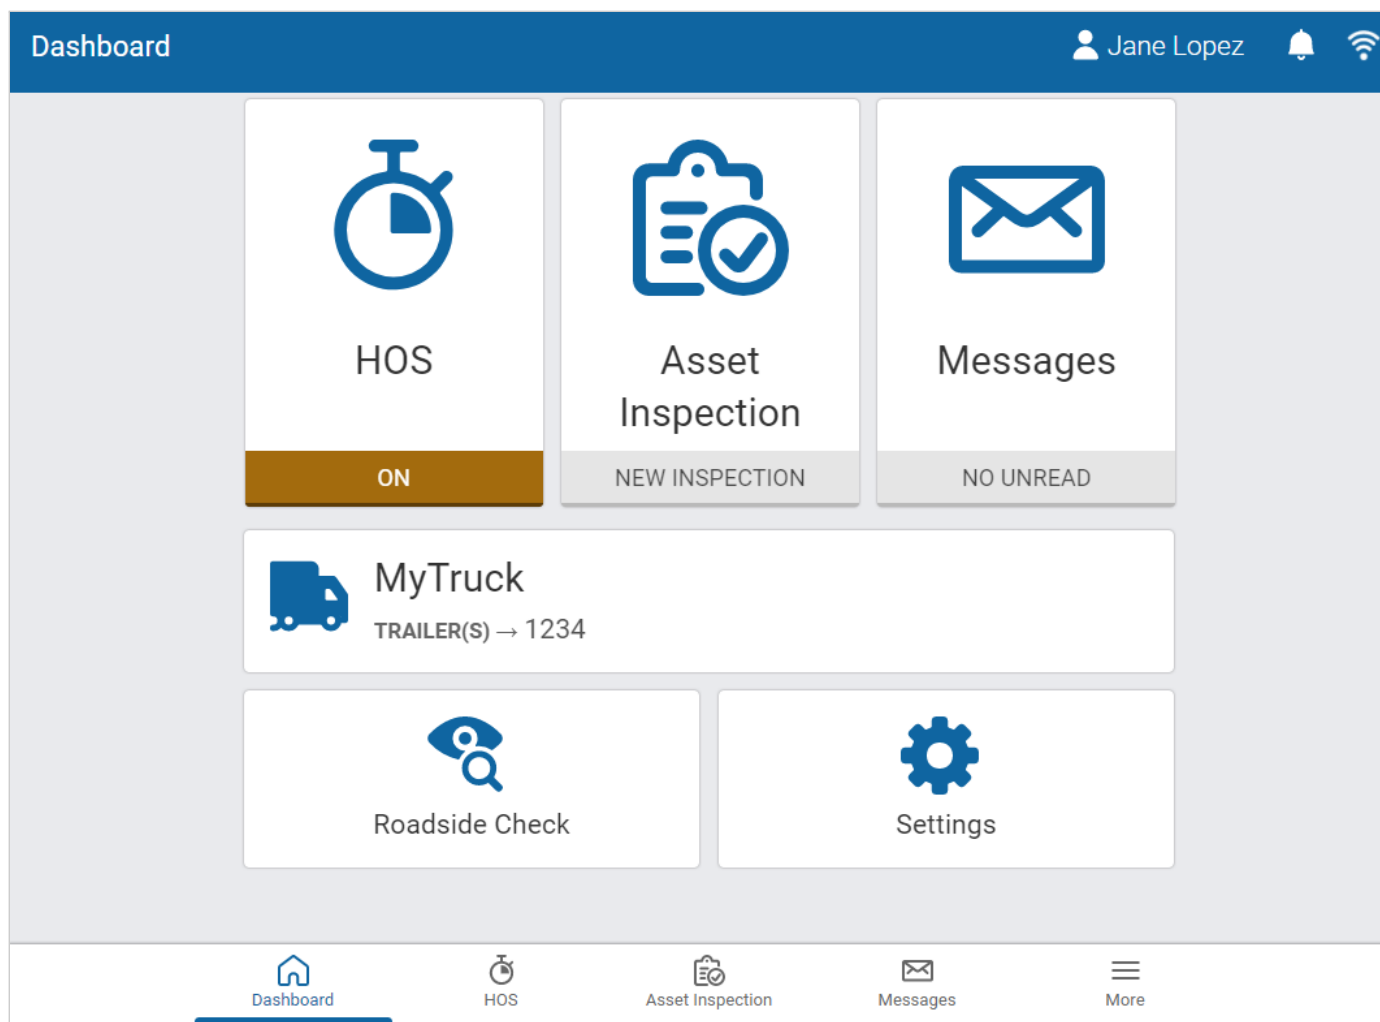 Dashboard
Jane Lopez
HOS
ON
Asset
Inspection
NEW INSPECTION
Messages
NO UNREAD
MyTruck
TRAILER(S) → 1234
Roadside Check
Settings
Dashboard
HOS
Asset Inspection
Messages
More